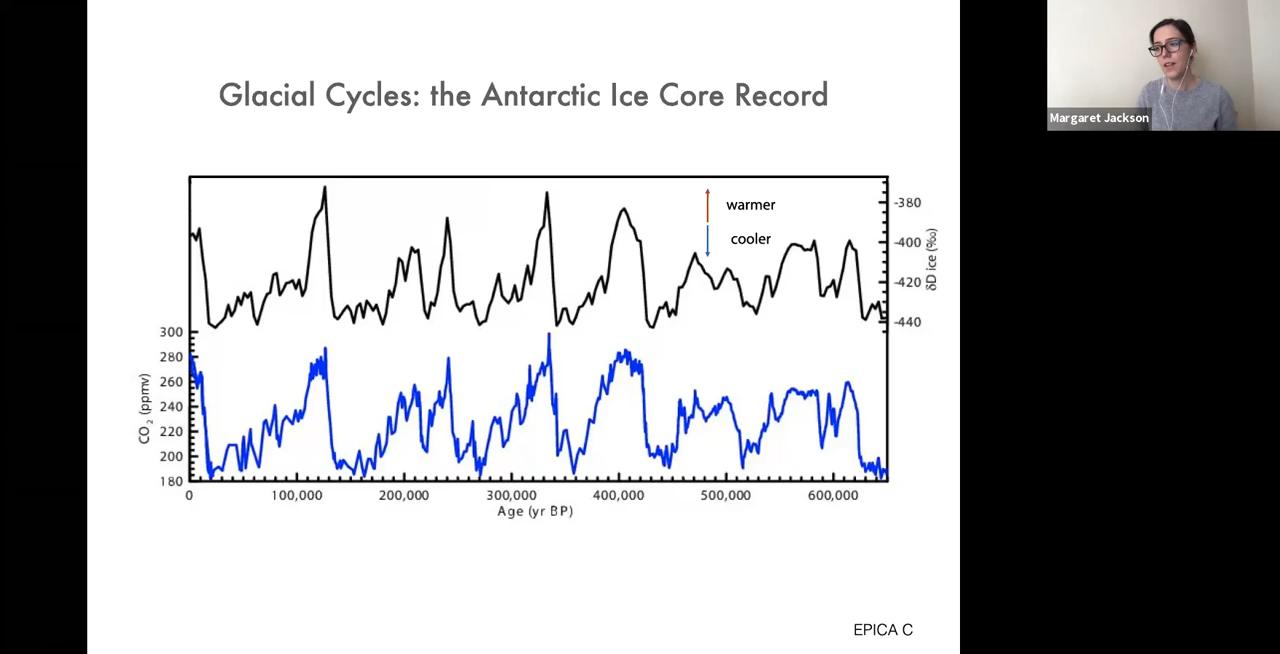 Glacial Cycles: the Antarctic Ice Core Record
Margaret Jackson
warmer
cooler
-380
-400
-420
-440
δD ice (‰)
300
280
260
240
220
200
180
CO2 (ppmv)
0 100,000 200,000 300,000 400,000 500,000 600,000
Age (yr BP)
EPICA C